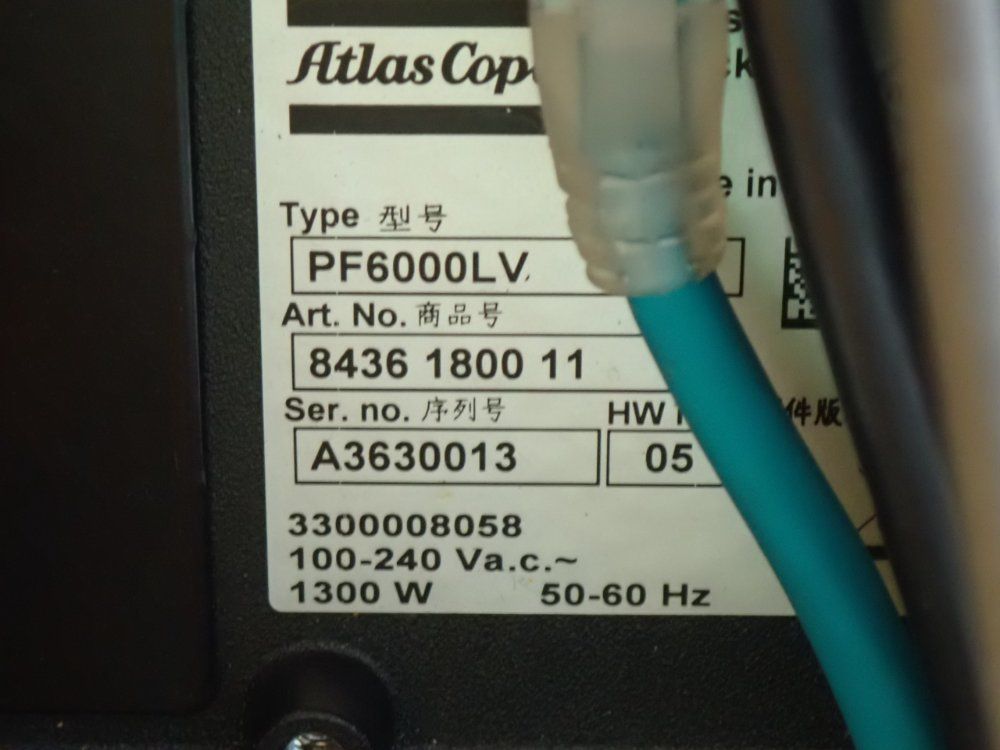 Atlas Cop
in
Type 型号
PF6000LV
Art. No. 商品号
8436 1800 11
Ser. no. 序列号 HW 件版
A3630013 05
3300008058
100-240 Va.c.~
1300 W 50-60 Hz